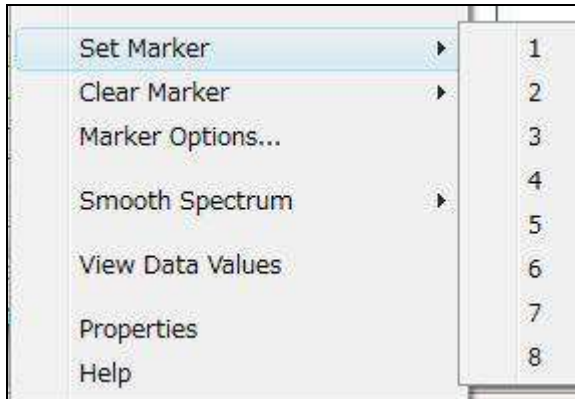 Set Marker
Clear Marker
Marker Options...
Smooth Spectrum
View Data Values
Properties
Help
1
2
3
4
5
6
7
8